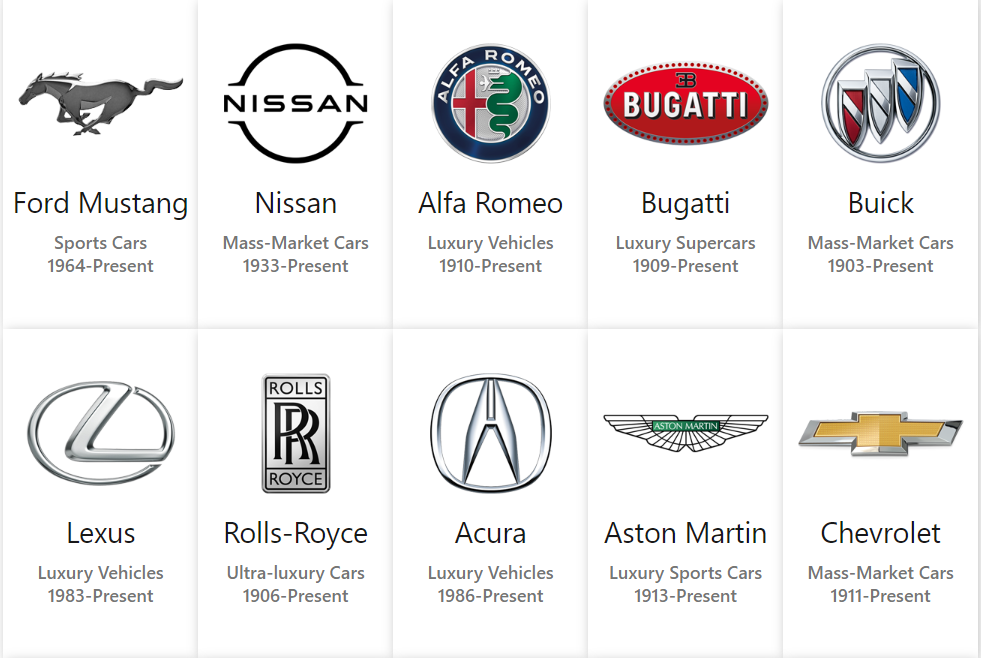 NISSAN
ALFA ROMEO
EB
BUGATTI
Ford Mustang
Nissan
Alfa Romeo
Bugatti
Buick
Sports Cars
Mass-Market Cars
Luxury Vehicles
Luxury Supercars
Mass-Market Cars
1964-Present
1933-Present
1910-Present
1909-Present
1903-Present
ROLLS
RR
ROYCE
ASTON MARTIN
Lexus
Rolls-Royce
Acura
Aston Martin
Chevrolet
Luxury Vehicles
Ultra-luxury Cars
Luxury Vehicles
Luxury Sports Cars
Mass-Market Cars
1983-Present
1906-Present
1986-Present
1913-Present
1911-Present